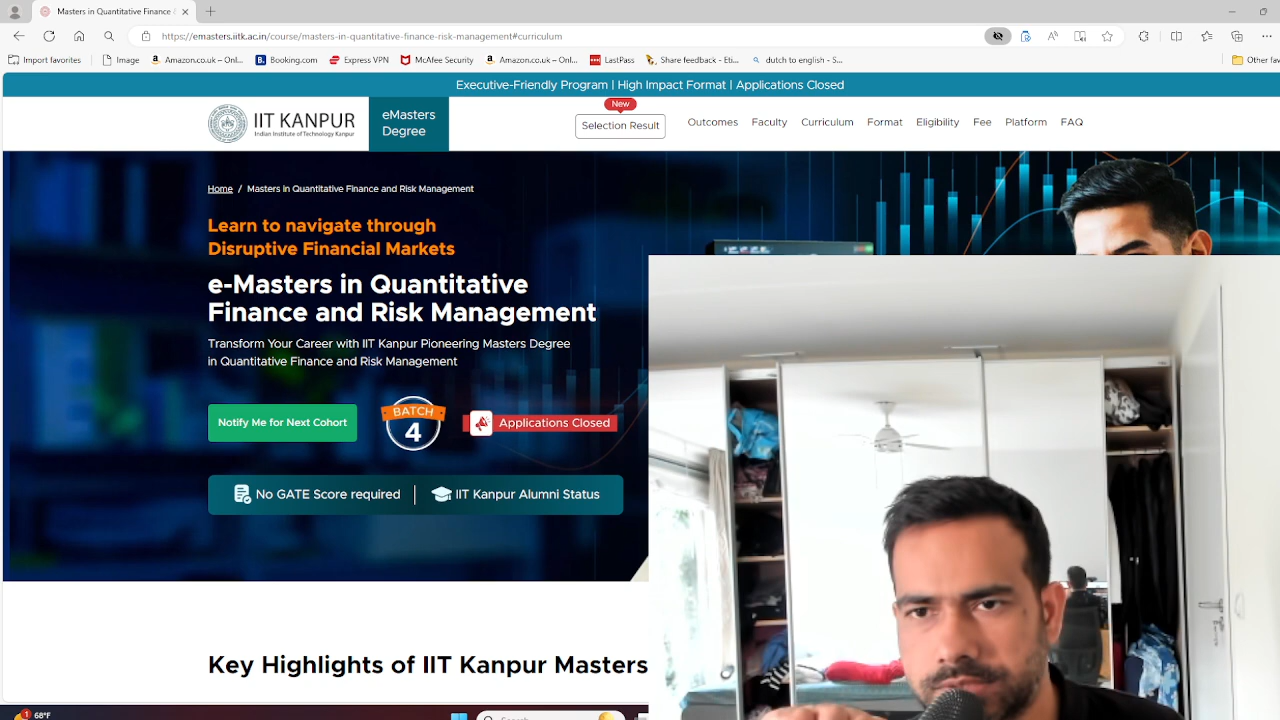 Masters in Quantitative Finance
https://emasters.iitk.ac.in/course/masters-in-quantitative-finance-risk-management#curriculum
Import favorites
Image
Amazon.co.uk – Onl...
Booking.com
Express VPN
McAfee Security
Amazon.co.uk – Onl...
LastPass
Share feedback - Eti...
dutch to english - S...
Other fav
Executive-Friendly Program | High Impact Format | Applications Closed
IIT KANPUR
Indian Institute of Technology Kanpur
eMasters
Degree
New
Selection Result
Outcomes
Faculty
Curriculum
Format
Eligibility
Fee
Platform
FAQ
Home / Masters in Quantitative Finance and Risk Management
Learn to navigate through
Disruptive Financial Markets
e-Masters in Quantitative
Finance and Risk Management
Transform Your Career with IIT Kanpur Pioneering Masters Degree
in Quantitative Finance and Risk Management
Notify Me for Next Cohort
BATCH
4
Applications Closed
No GATE Score required | IIT Kanpur Alumni Status
Key Highlights of IIT Kanpur Masters
1
68°F
Search